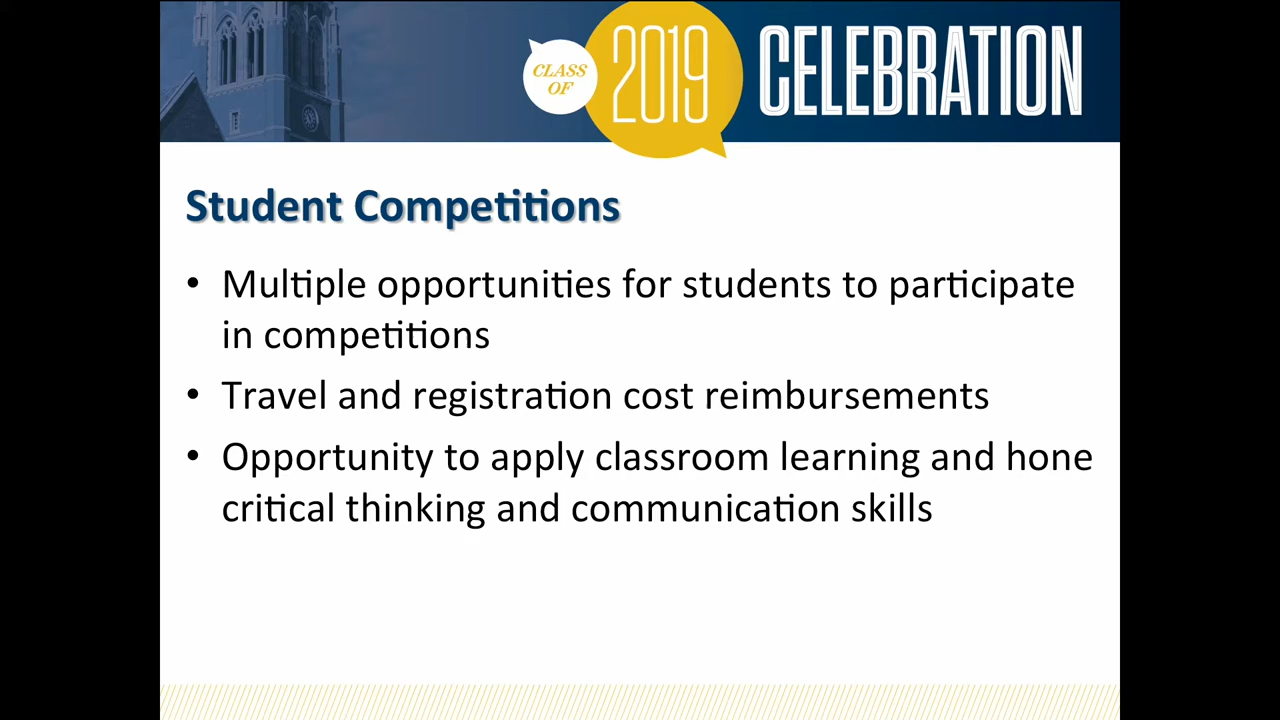 CLASS
OF
2019
CELEBRATION
Student Competitions
• Multiple opportunities for students to participate
in competitions
• Travel and registration cost reimbursements
• Opportunity to apply classroom learning and hone
critical thinking and communication skills